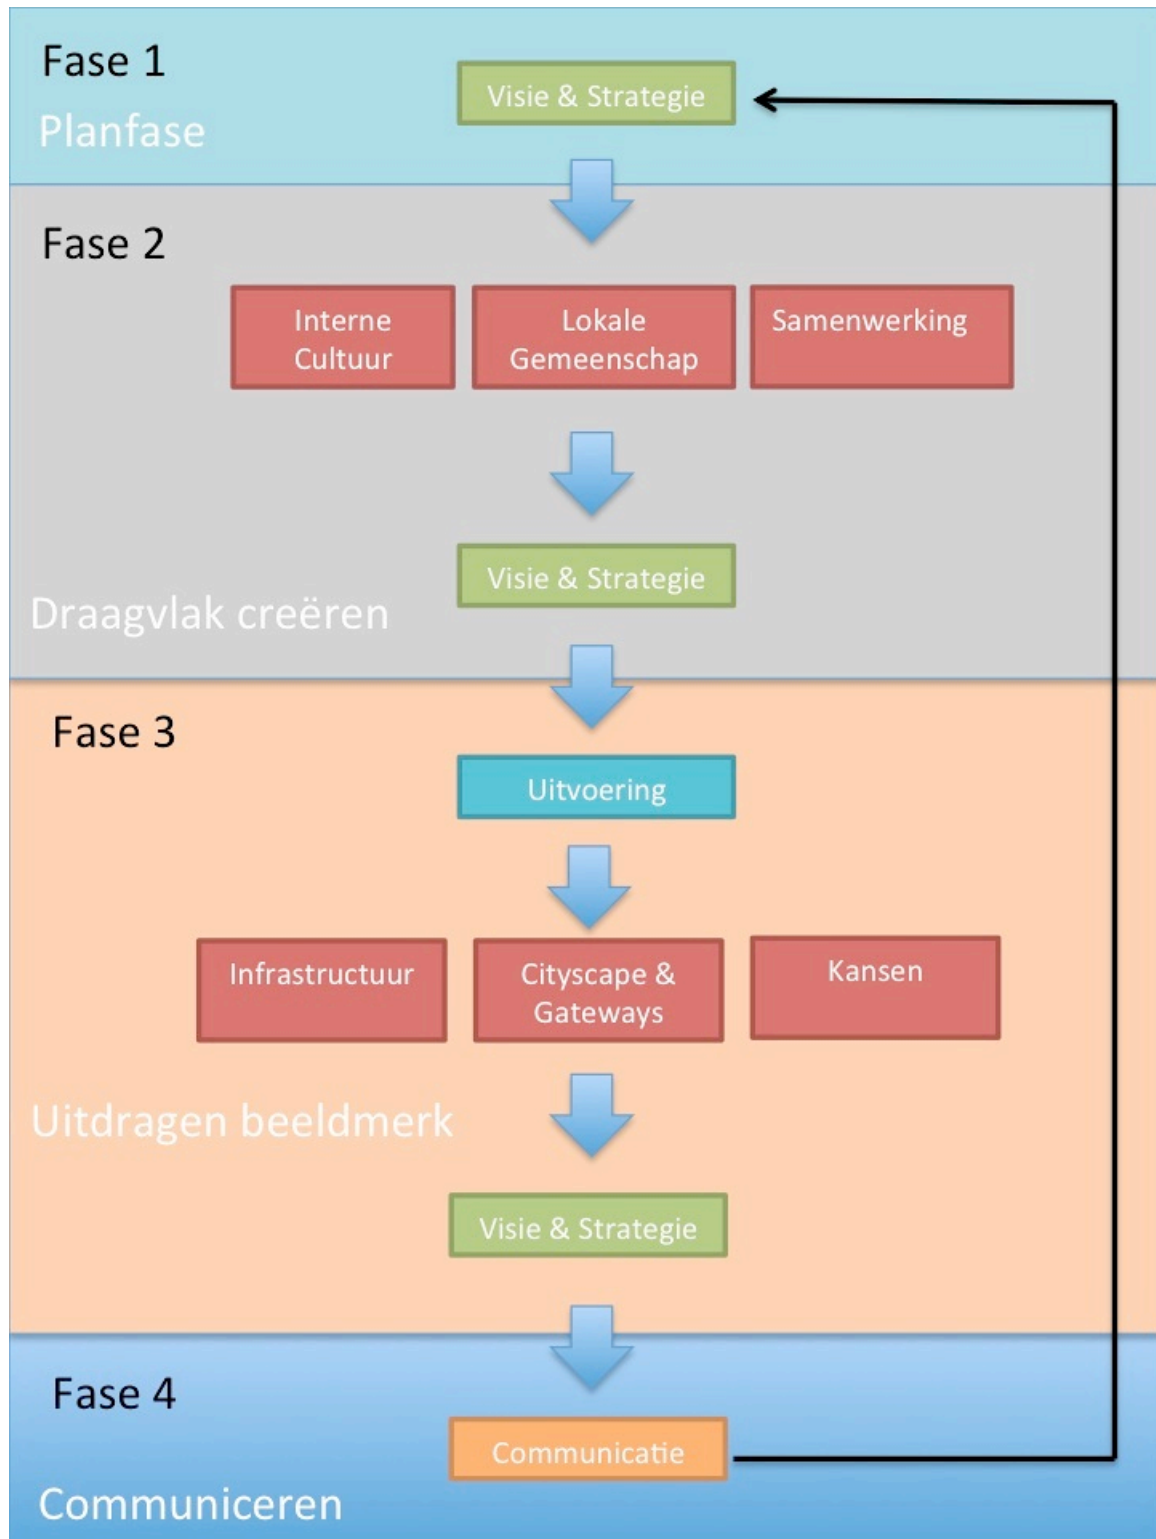 Fase 1
Visie & Strategie
Planfase
Fase 2
Interne
Cultuur
Lokale
Gemeenschap
Samenwerking
Visie & Strategie
Draagvlak creëren
Fase 3
Uitvoering
Infrastructuur
Cityscape &
Gateways
Kansen
Uitdragen beeldmerk
Visie & Strategie
Fase 4
Communicatie
Communiceren